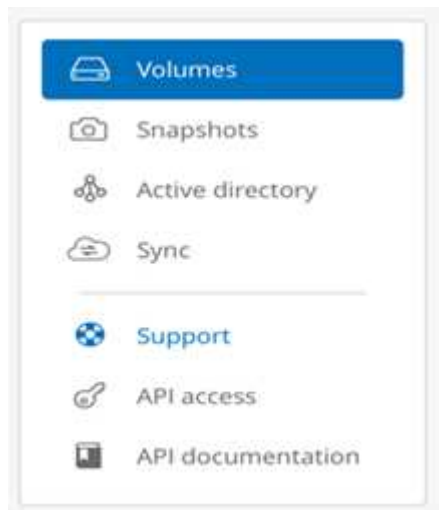 Volumes
Snapshots
Active directory
Sync
Support
API access
API documentation